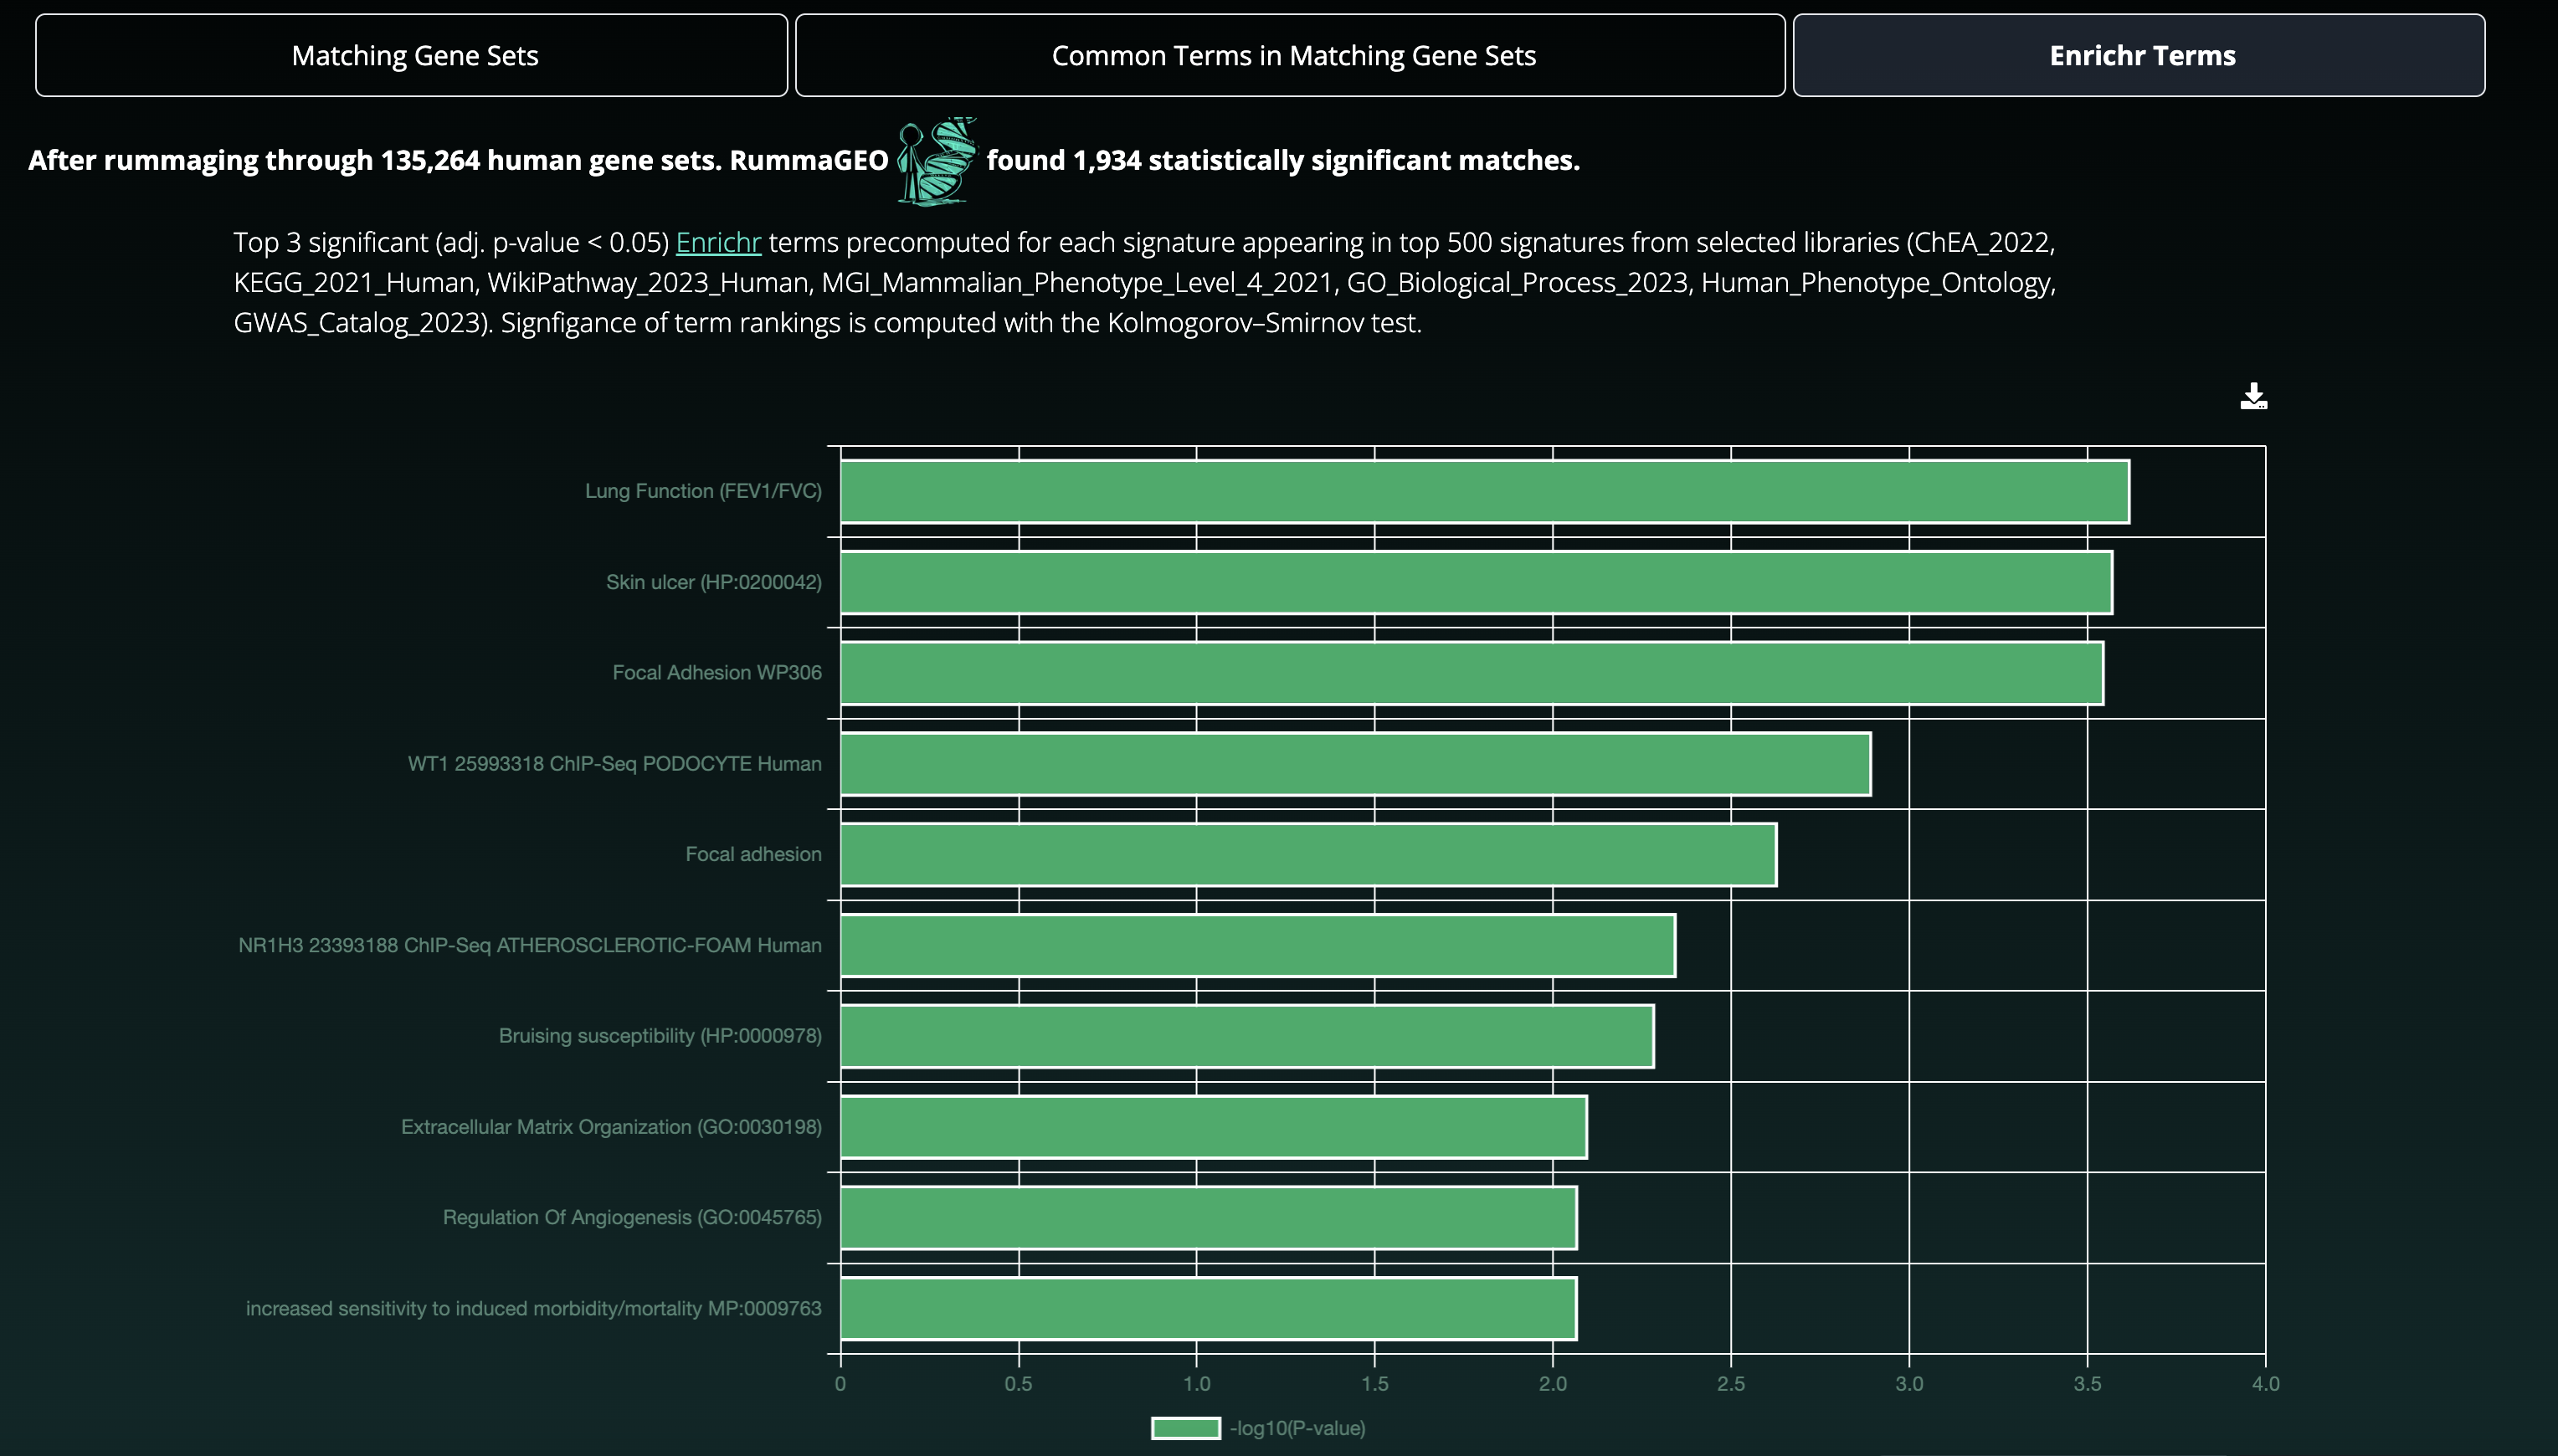 Matching Gene Sets
Common Terms in Matching Gene Sets
Enrichr Terms
After rummaging through 135,264 human gene sets. RummaGEO found 1,934 statistically significant matches.
Top 3 significant (adj. p-value < 0.05) Enrichr terms precomputed for each signature appearing in top 500 signatures from selected libraries (ChEA_2022,
KEGG_2021_Human, WikiPathway_2023_Human, MGI_Mammalian_Phenotype_Level_4_2021, GO_Biological_Process_2023, Human_Phenotype_Ontology,
GWAS_Catalog_2023). Signfigance of term rankings is computed with the Kolmogorov–Smirnov test.
Lung Function (FEV1/FVC)
Skin ulcer (HP:0200042)
Focal Adhesion WP306
WT1 25993318 ChIP-Seq PODOCYTE Human
Focal adhesion
NR1H3 23393188 ChIP-Seq ATHEROSCLEROTIC-FOAM Human
Bruising susceptibility (HP:0000978)
Extracellular Matrix Organization (GO:0030198)
Regulation Of Angiogenesis (GO:0045765)
increased sensitivity to induced morbidity/mortality MP:0009763
0 0.5 1.0 1.5 2.0 2.5 3.0 3.5 4.0
-log10(P-value)